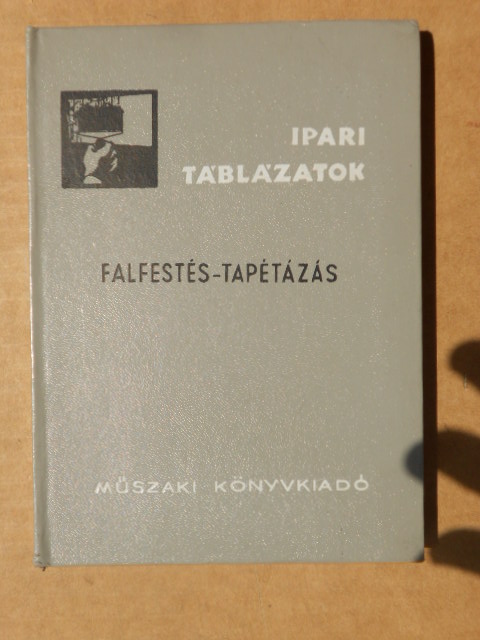 IPARI
TÁBLÁZATOK
FALFESTÉS-TAPÉTÁZÁS
MŰSZAKI KÖNYVKIADÓ